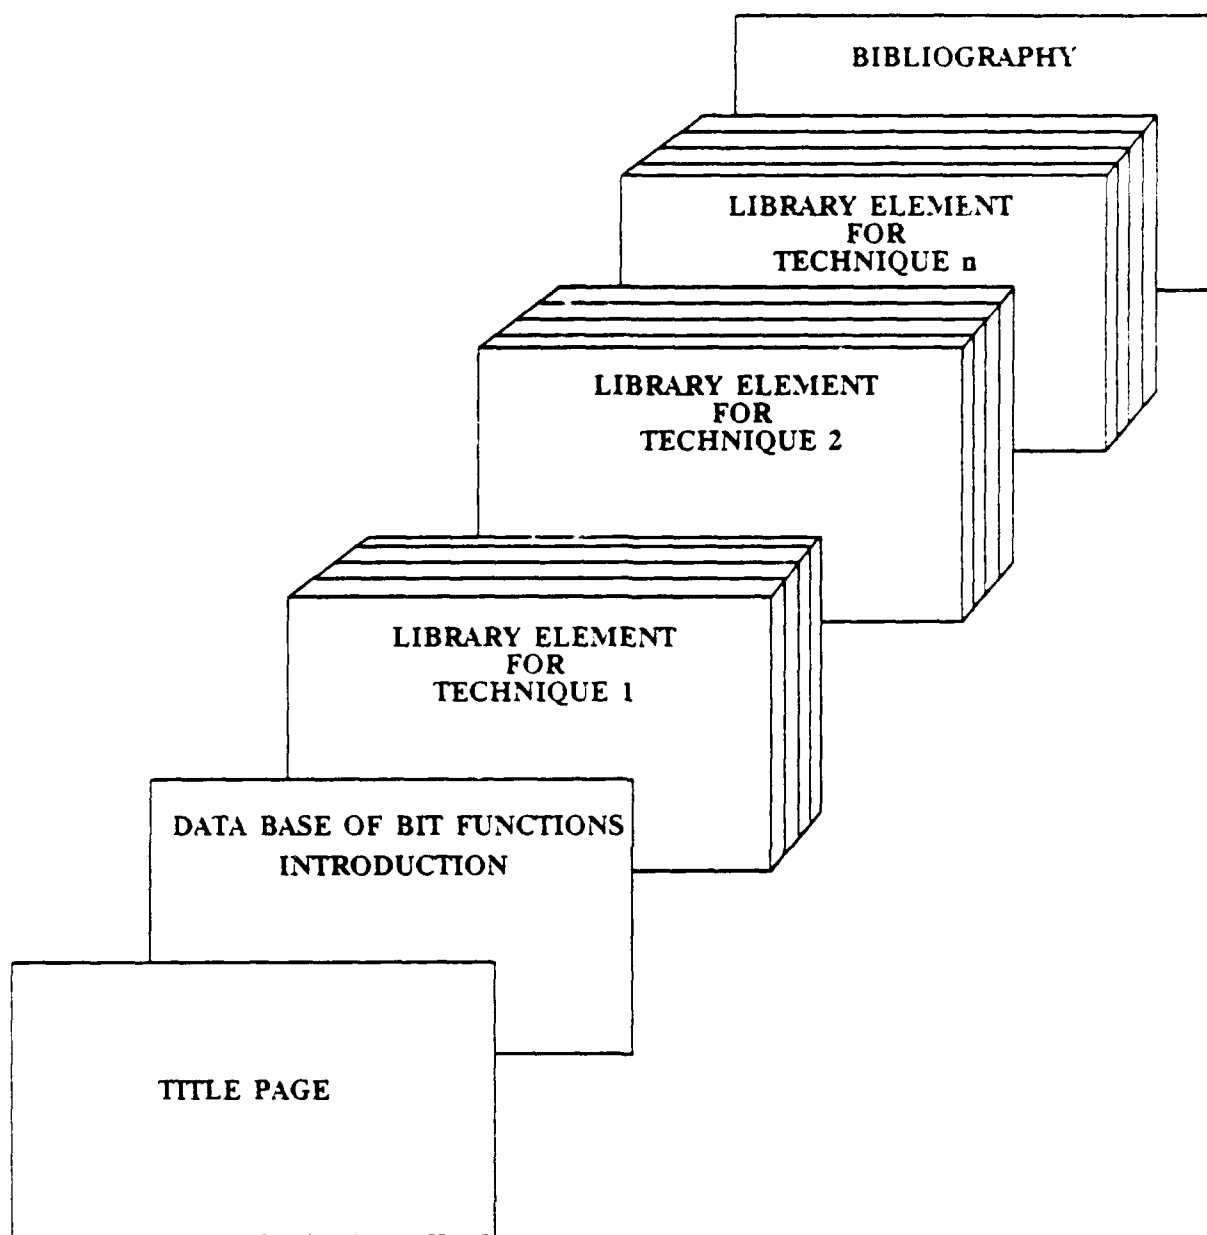 BIBLIOGRAPHY
LIBRARY ELEMENT
FOR
TECHNIQUE n
LIBRARY ELEMENT
FOR
TECHNIQUE 2
LIBRARY ELEMENT
FOR
TECHNIQUE 1
DATA BASE OF BIT FUNCTIONS
INTRODUCTION
TITLE PAGE